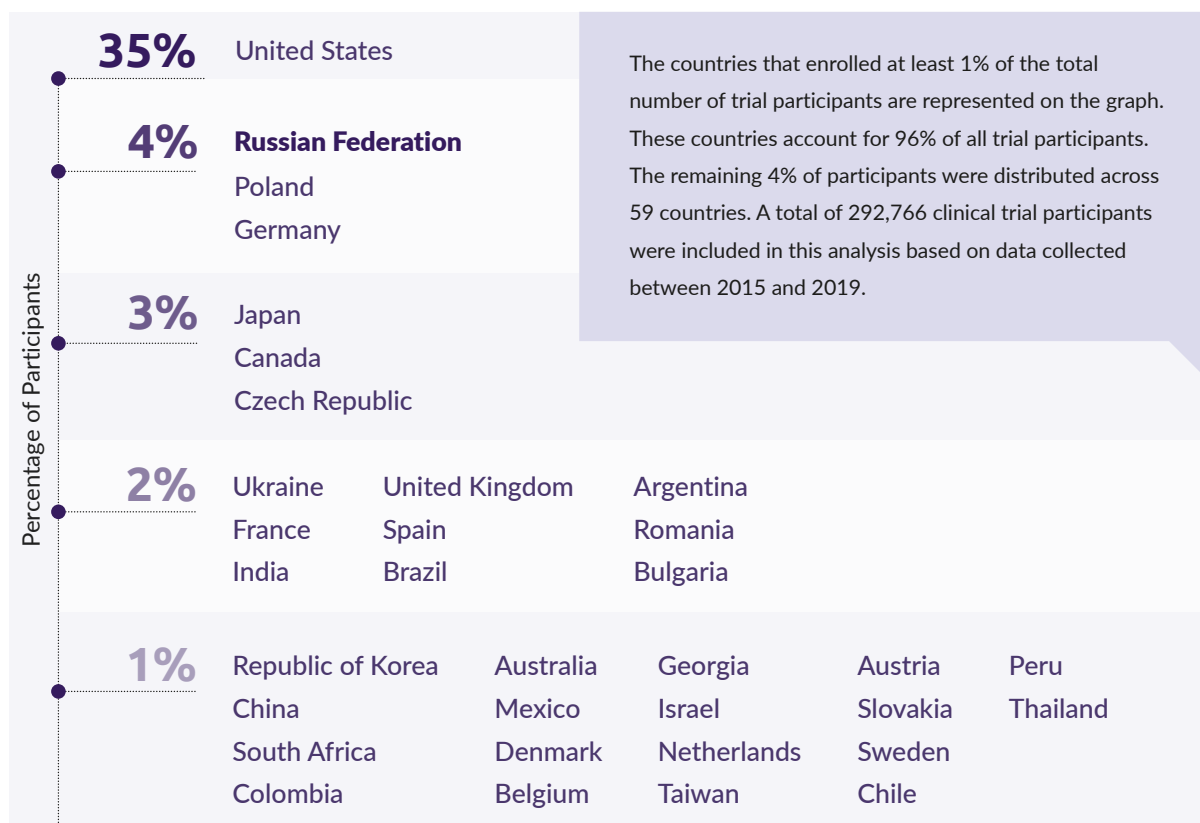 35% United States
The countries that enrolled at least 1% of the total
number of trial participants are represented on the graph.
These countries account for 96% of all trial participants.
The remaining 4% of participants were distributed across
59 countries. A total of 292,766 clinical trial participants
were included in this analysis based on data collected
between 2015 and 2019.
Percentage of Participants
4% Russian Federation
Poland
Germany
3% Japan
Canada
Czech Republic
2% Ukraine United Kingdom Argentina
France Spain Romania
India Brazil Bulgaria
1% Republic of Korea Australia Georgia Austria Peru
China Mexico Israel Slovakia Thailand
South Africa Denmark Netherlands Sweden
Colombia Belgium Taiwan Chile